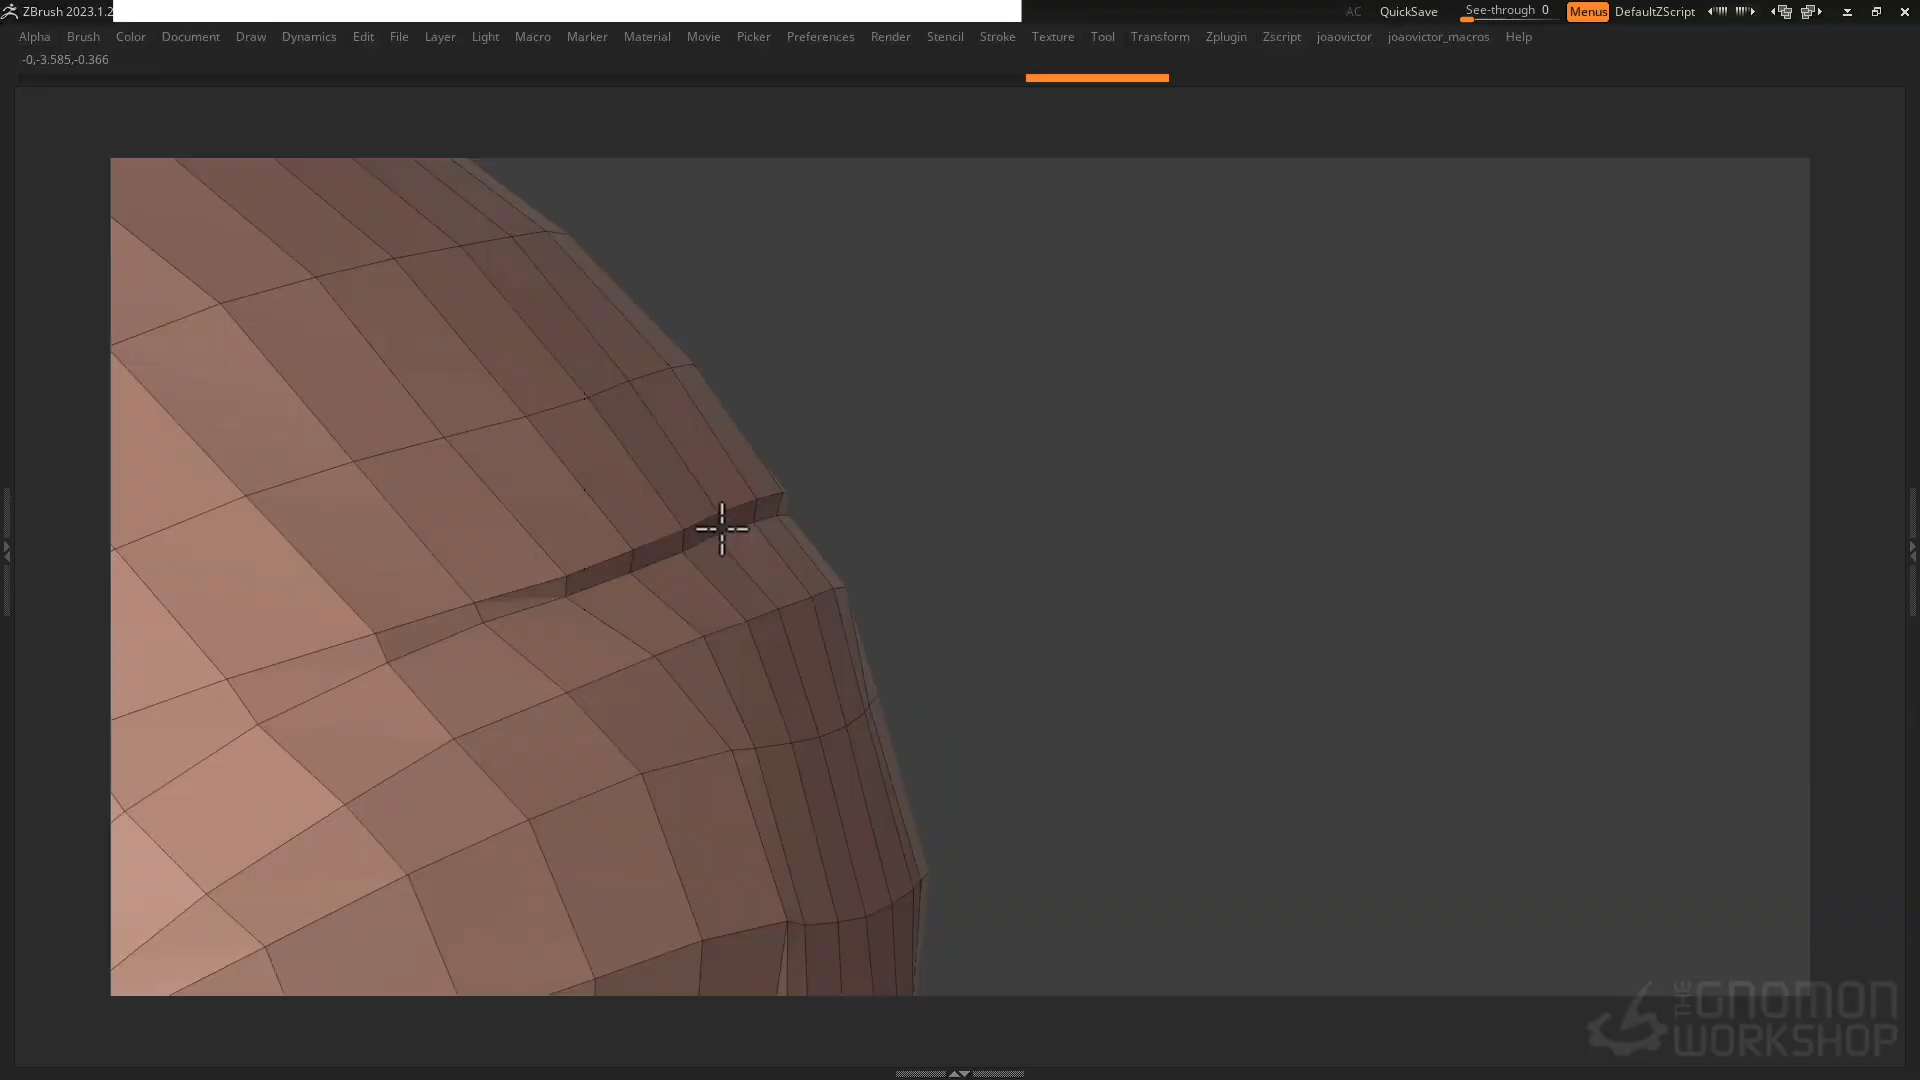 ZBrush 2023.1.2
AC QuickSave See-through 0 Menus DefaultZScript
Alpha Brush Color Document Draw Dynamics Edit File Layer Light Macro Marker Material Movie Picker Preferences Render Stencil Stroke Texture Tool Transform Zplugin Zscript joaovictor joaovictor_macros Help
-0,-3.585,-0.366
THE GNOMON
WORKSHOP